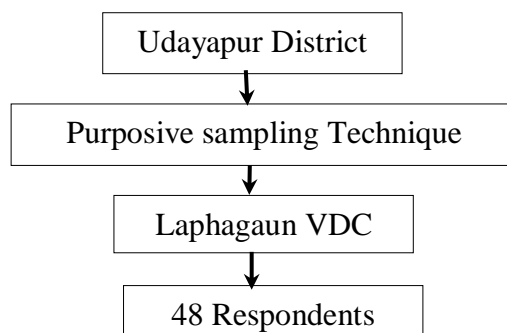 Udayapur District
Purposive sampling Technique
Laphagaun VDC
48 Respondents